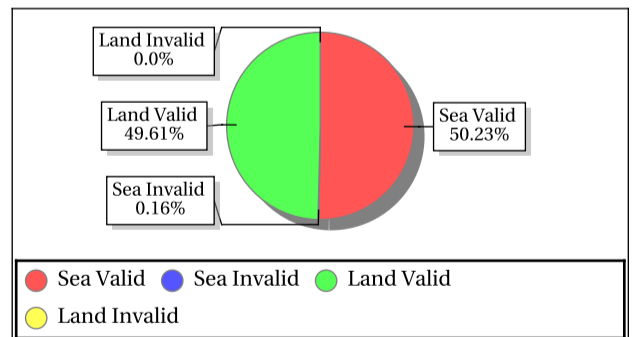 Land Invalid
0.0%
Land Valid
49.61%
Sea Valid
50.23%
Sea Invalid
0.16%
Sea Valid Sea Invalid Land Valid
Land Invalid